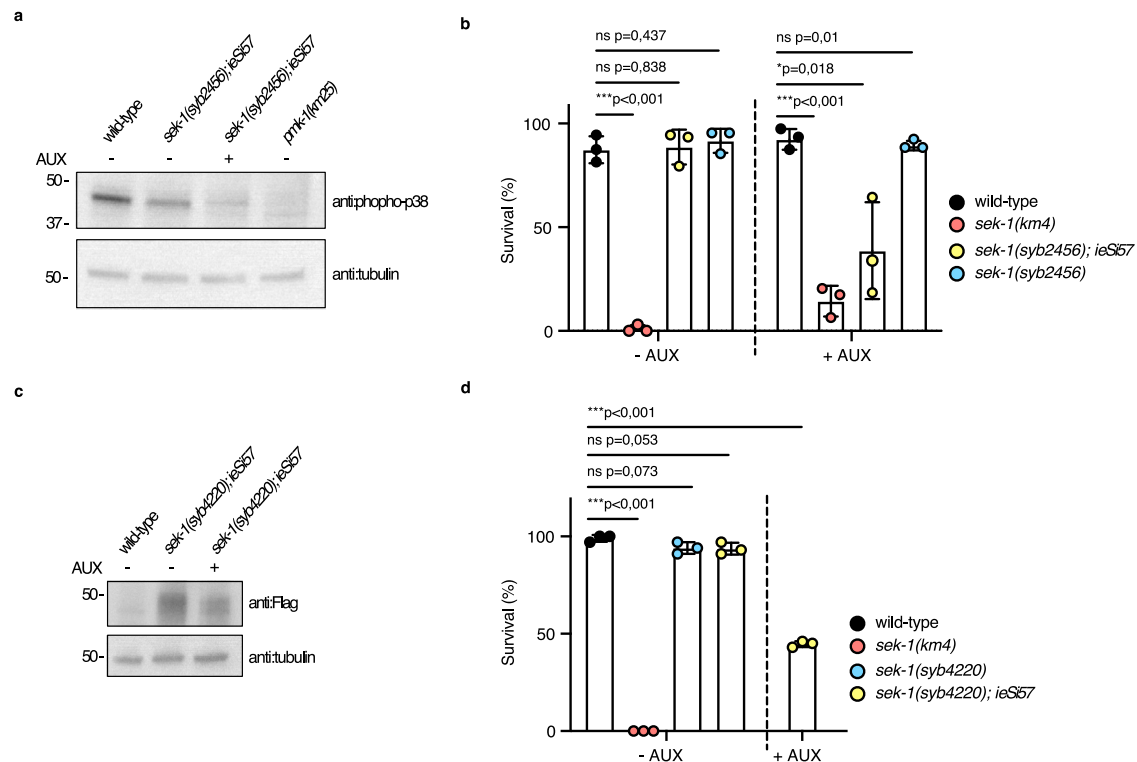 a
wild-type
sek-1(syb2456); ieSi57
sek-1(syb2456); ieSi57
pmk-1(km25)
AUX - - + -
50-
37-
anti:phopho-p38
50-
anti:tubulin
b
ns p=0,437
ns p=0,838
***p<0,001
ns p=0,01
*p=0,018
***p<0,001
Survival (%)
100
50
0
- AUX
+ AUX
wild-type
sek-1(km4)
sek-1(syb2456); ieSi57
sek-1(syb2456)
c
wild-type
sek-1(syb4220); ieSi57
sek-1(syb4220); ieSi57
AUX - - +
50-
anti:Flag
50-
anti:tubulin
d
***p<0,001
ns p=0,053
ns p=0,073
***p<0,001
Survival (%)
100
50
0
- AUX
+ AUX
wild-type
sek-1(km4)
sek-1(syb4220)
sek-1(syb4220); ieSi57